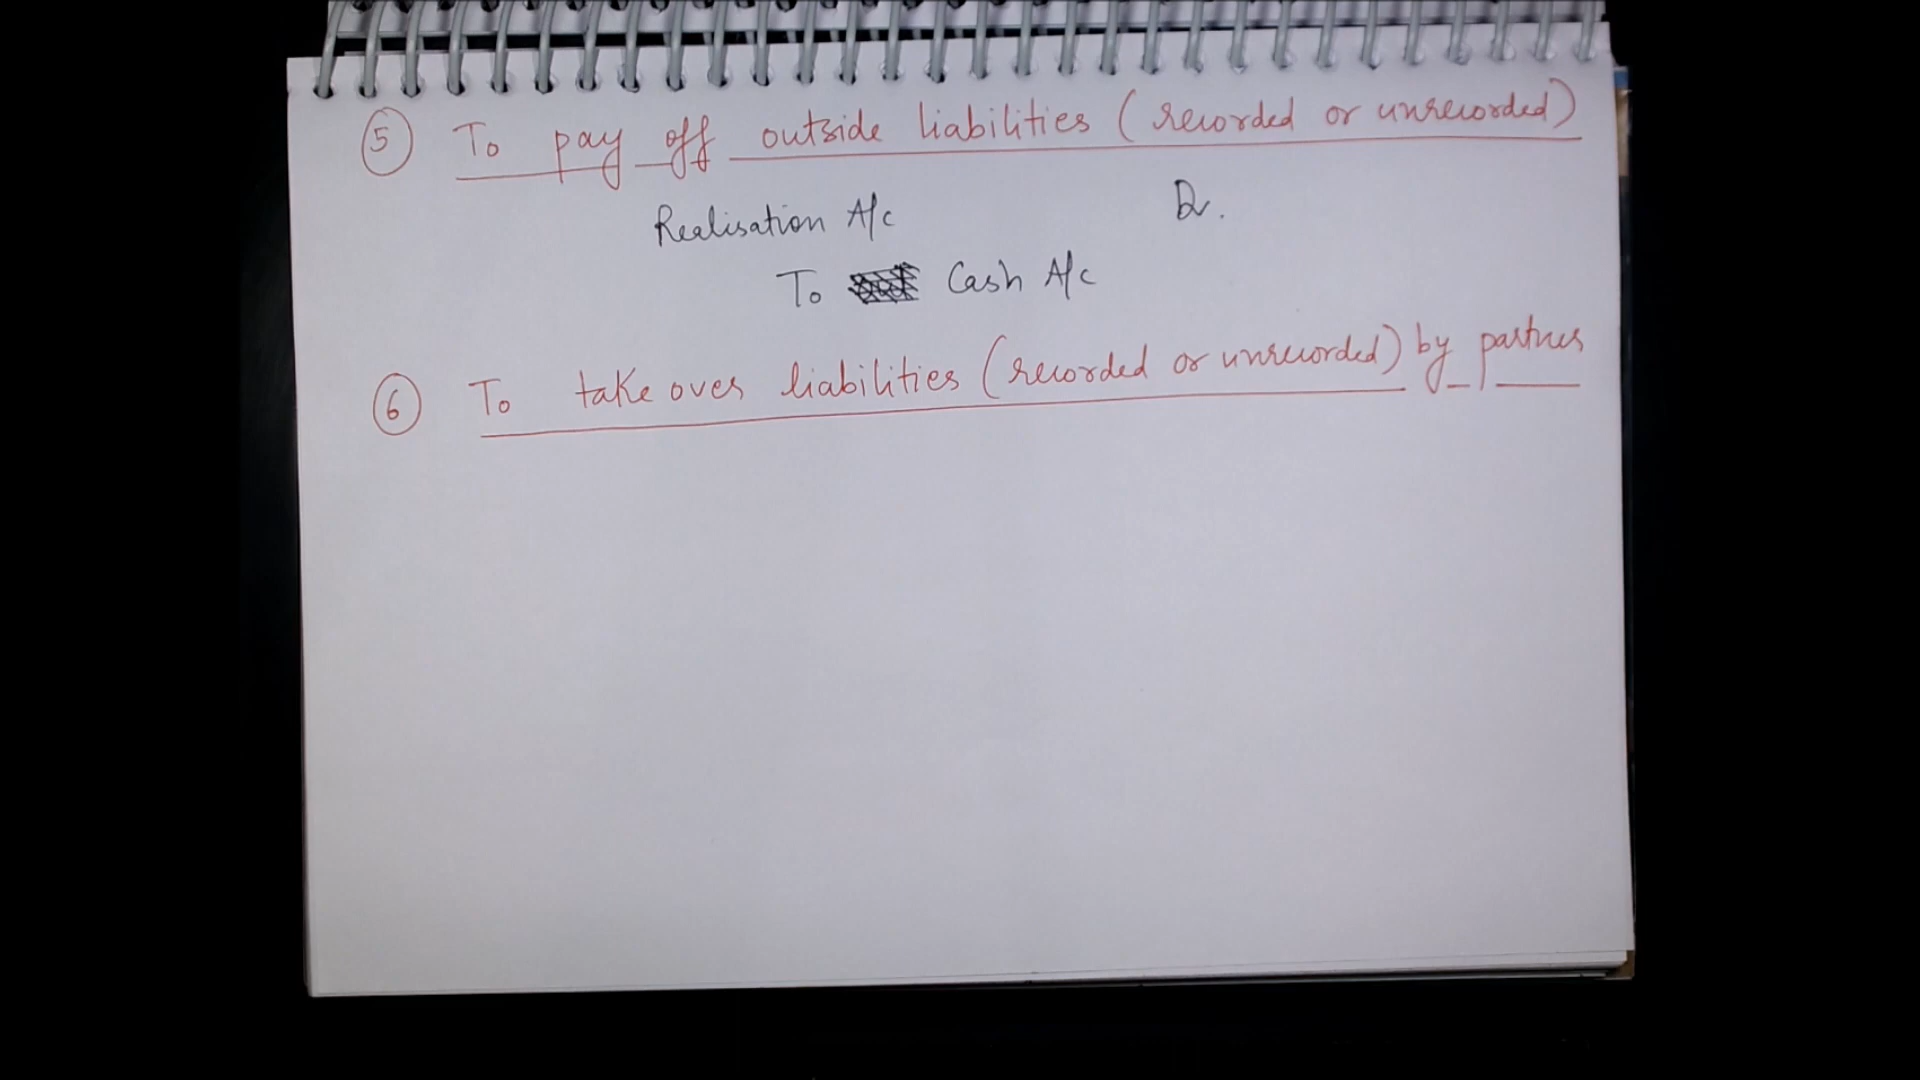 5 To pay off outside liabilities (recorded or unrecorded)
Realisation A/c Dr.
To Cash A/c
6 To take over liabilities (recorded or unrecorded) by partner